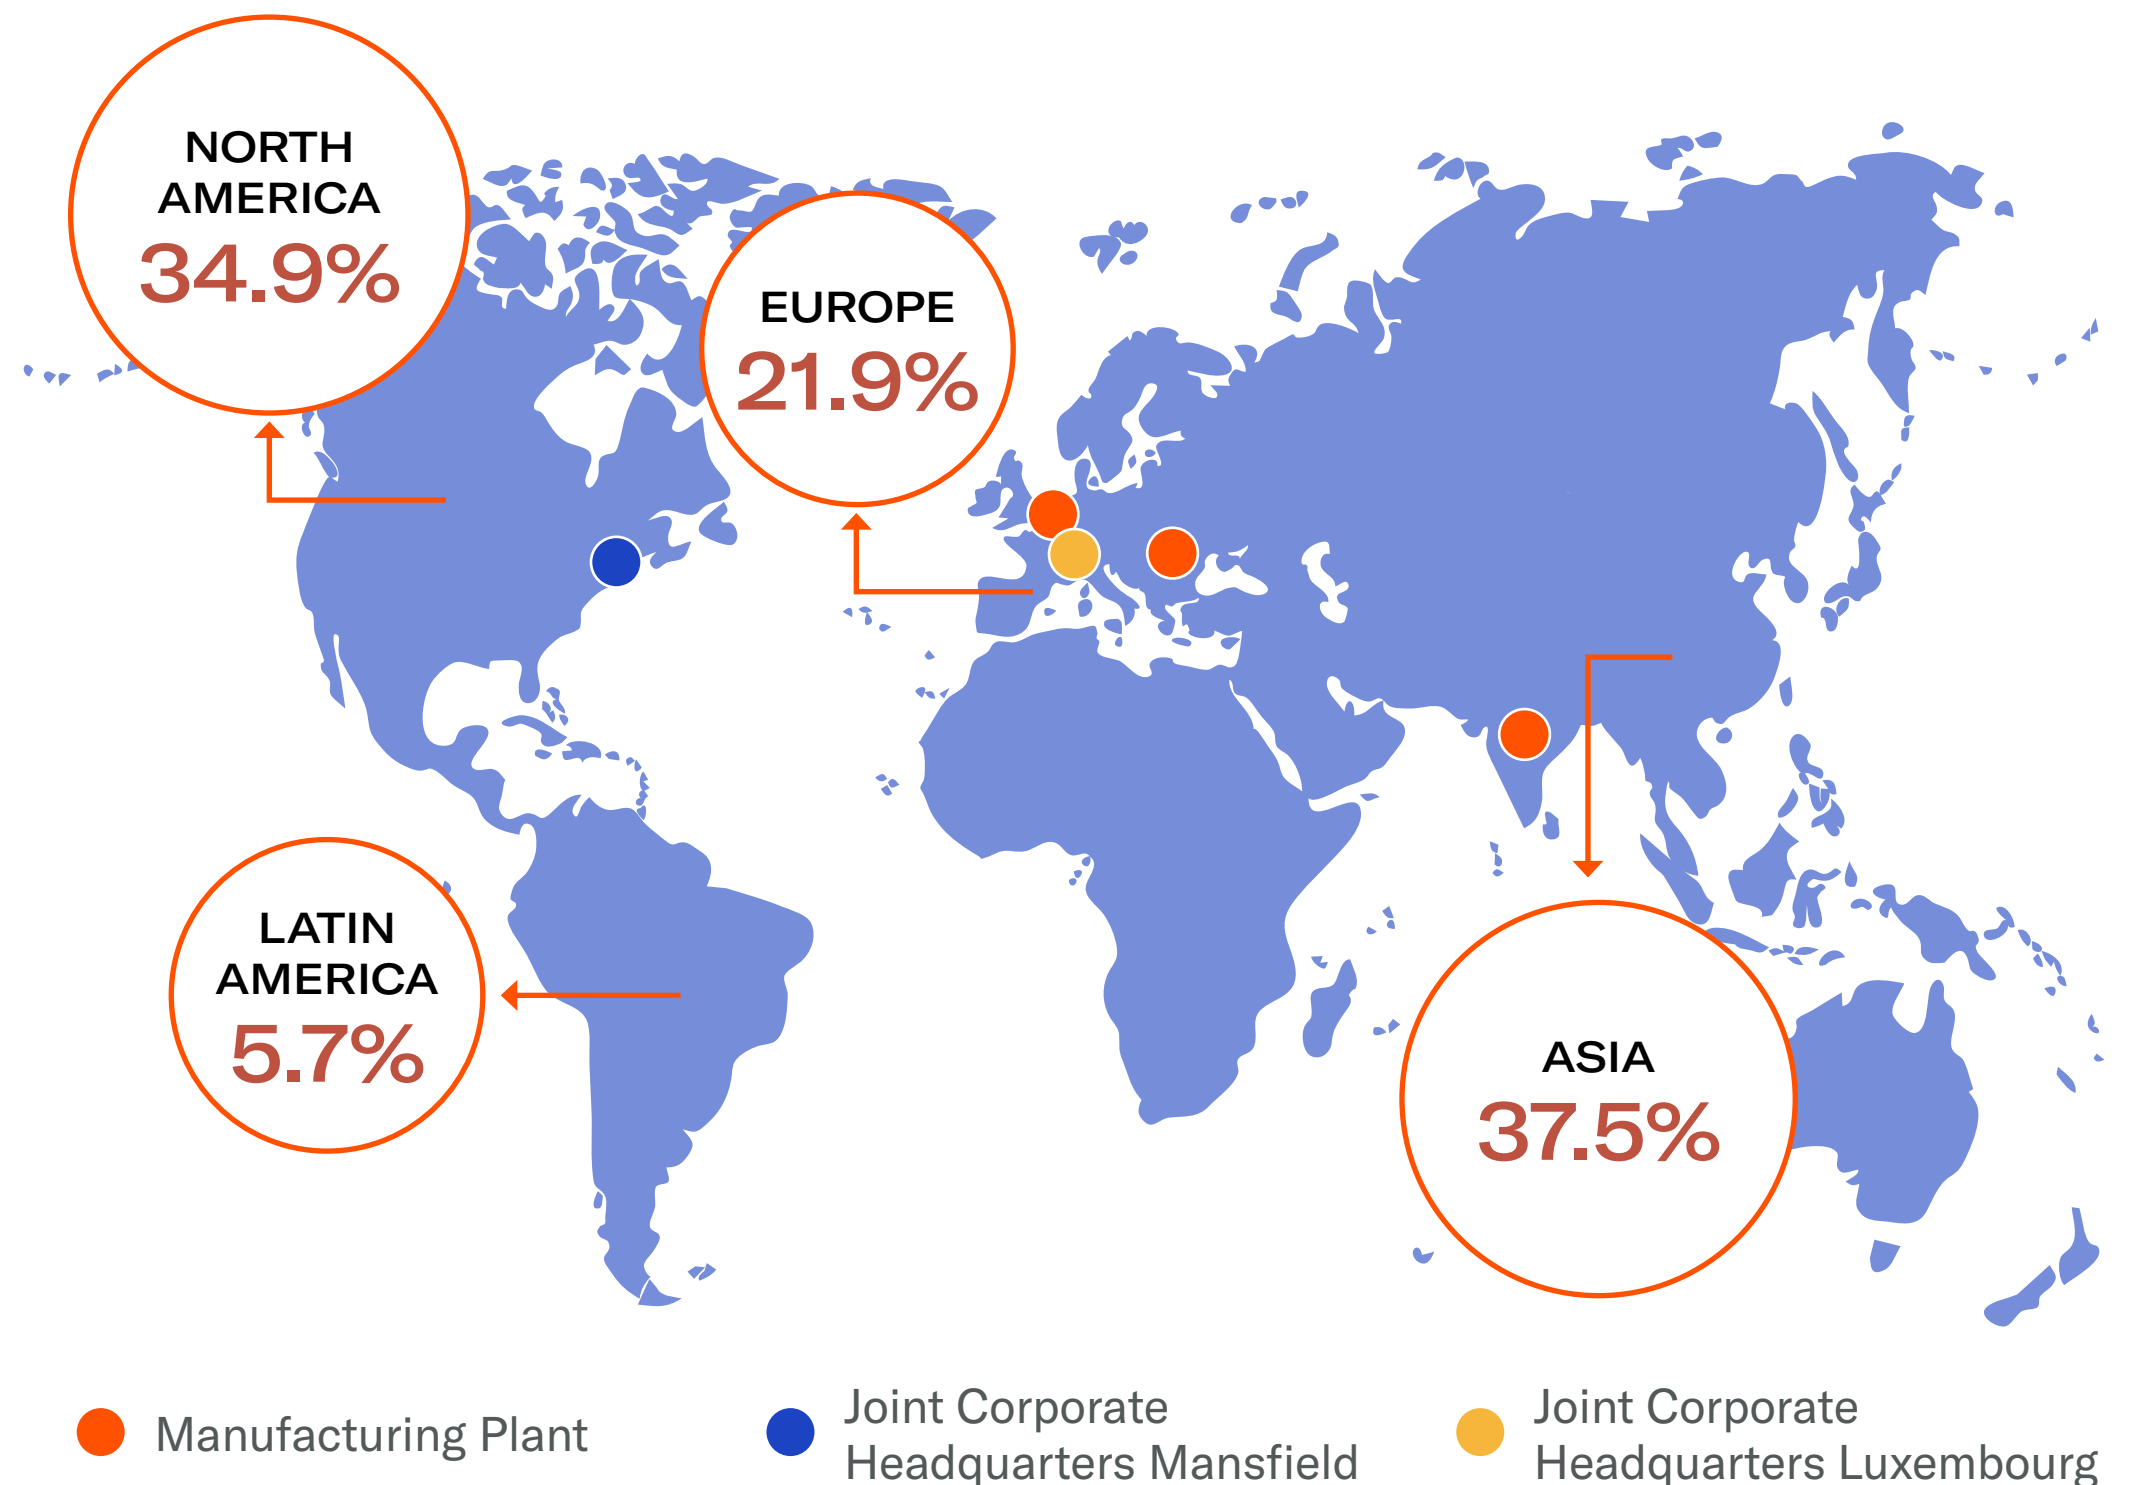 NORTH
AMERICA
34.9%
EUROPE
21.9%
LATIN
AMERICA
5.7%
ASIA
37.5%
Manufacturing Plant
Joint Corporate
Headquarters Mansfield
Joint Corporate
Headquarters Luxembourg